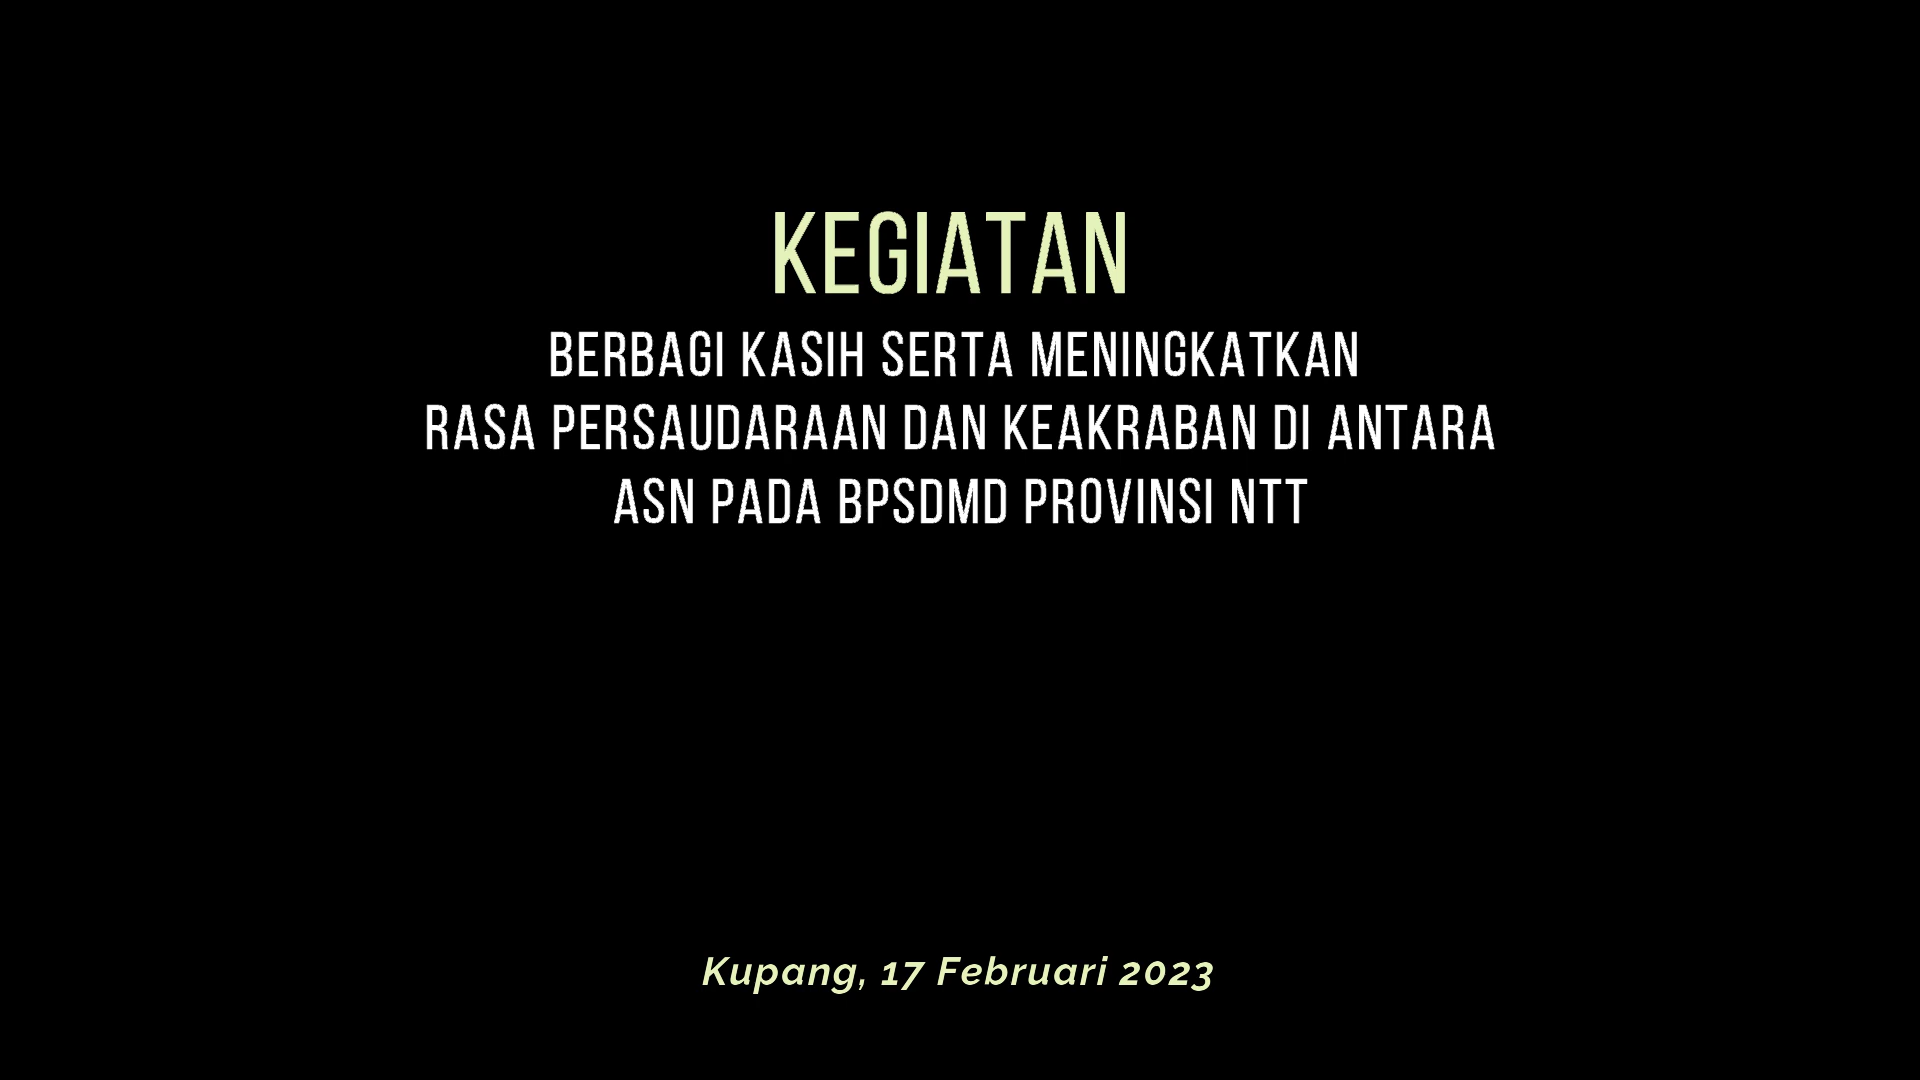 KEGIATAN
BERBAGI KASIH SERTA MENINGKATKAN
RASA PERSAUDARAAN DAN KEAKRABAN DI ANTARA
ASN PADA BPSDMD PROVINSI NTT
Kupang, 17 Februari 2023